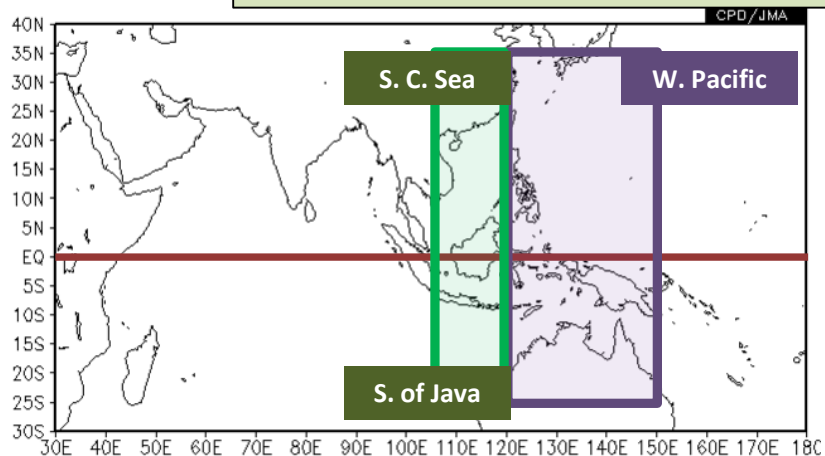 CPD/JMA
40N
35N
30N
25N
20N
15N
10N
5N
EQ
5S
10S
15S
20S
25S
30S
S. C. Sea
W. Pacific
S. of Java
30E 40E 50E 60E 70E 80E 90E 100E 110E 120E 130E 140E 150E 160E 170E 180